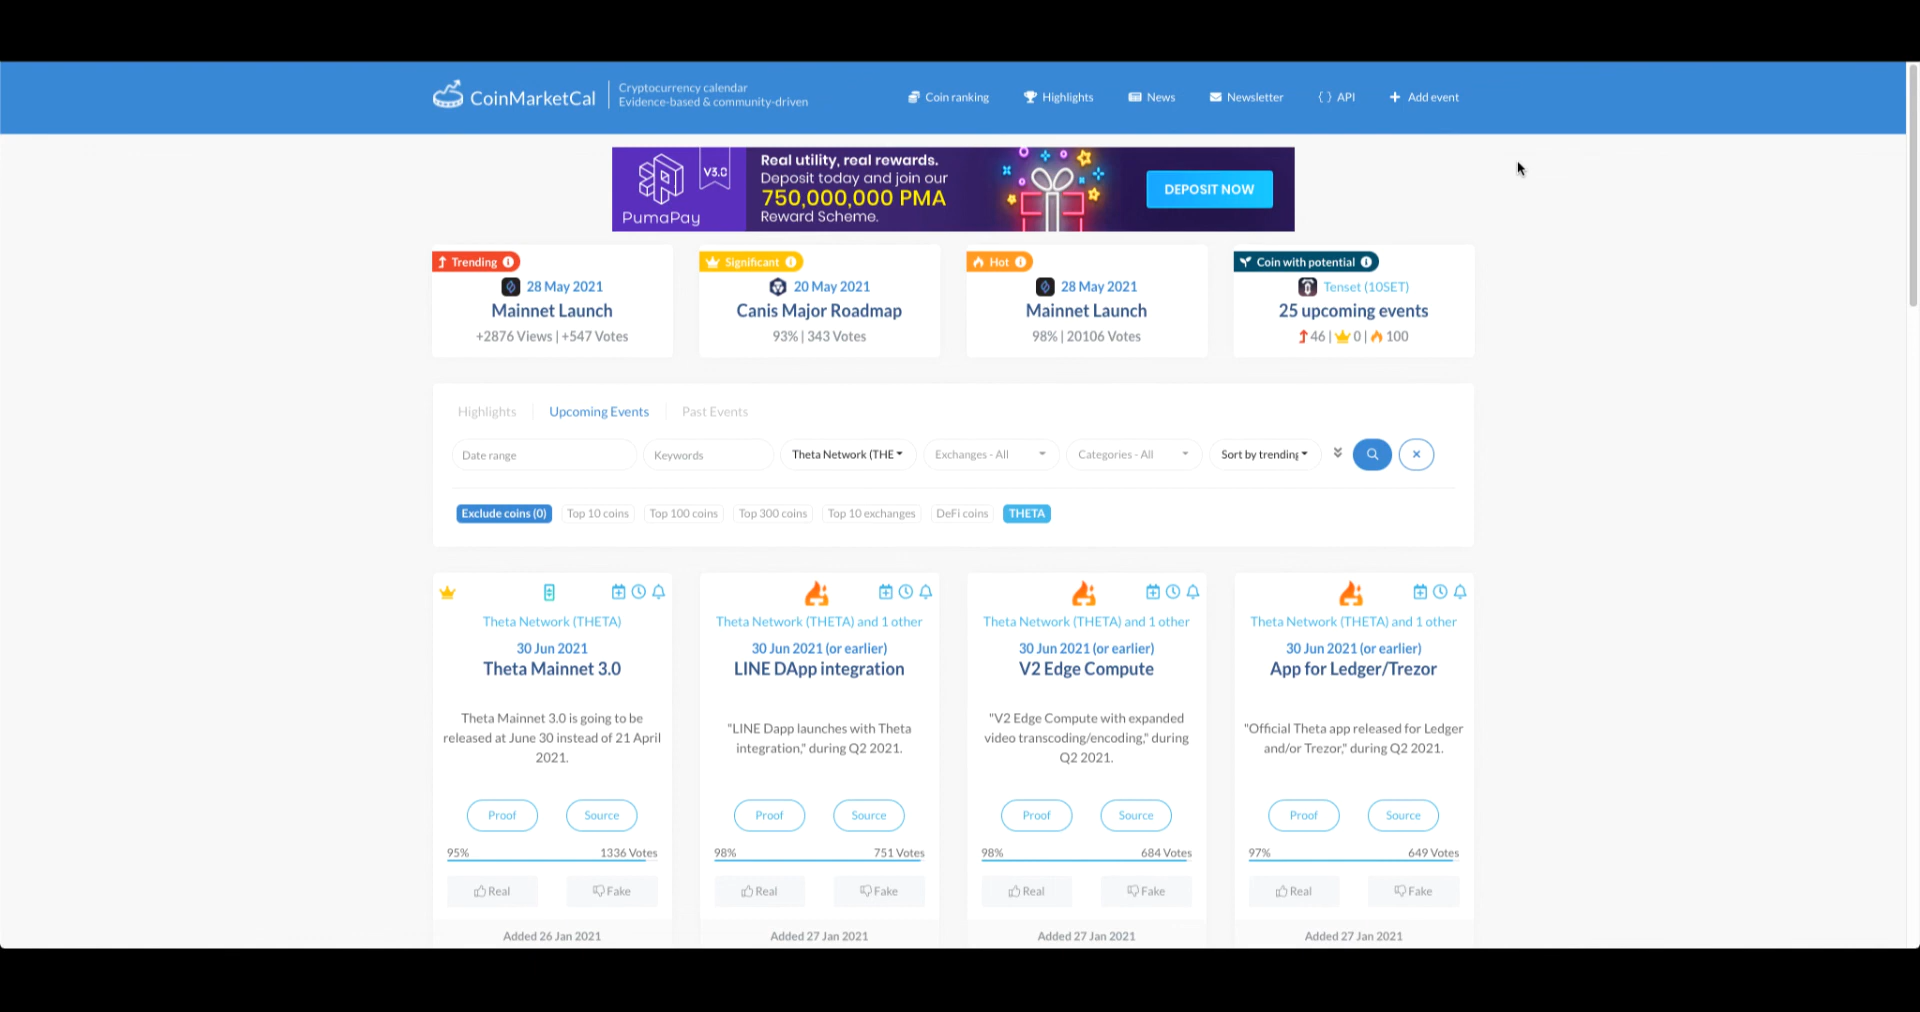 CoinMarketCal
Cryptocurrency calendar
Evidence-based & community-driven
Coin ranking
Highlights
News
Newsletter
API
Add event
PumaPay
V3.0
Real utility, real rewards.
Deposit today and join our
750,000,000 PMA
Reward Scheme.
DEPOSIT NOW
Trending
28 May 2021
Mainnet Launch
+2876 Views | +547 Votes
Significant
20 May 2021
Canis Major Roadmap
93% | 343 Votes
Hot
28 May 2021
Mainnet Launch
98% | 20106 Votes
Coin with potential
Tenset (10SET)
25 upcoming events
46 | 0 | 100
Highlights
Upcoming Events
Past Events
Date range
Keywords
Theta Network (THE
Exchanges - All
Categories - All
Sort by trending
Exclude coins (0)
Top 10 coins
Top 100 coins
Top 300 coins
Top 10 exchanges
DeFi coins
THETA
Theta Network (THETA)
30 Jun 2021
Theta Mainnet 3.0
Theta Mainnet 3.0 is going to be
released at June 30 instead of 21 April
2021.
Proof
Source
95%
1336 Votes
Real
Fake
Added 26 Jan 2021
Theta Network (THETA) and 1 other
30 Jun 2021 (or earlier)
LINE DApp integration
"LINE Dapp launches with Theta
integration," during Q2 2021.
Proof
Source
98%
751 Votes
Real
Fake
Added 27 Jan 2021
Theta Network (THETA) and 1 other
30 Jun 2021 (or earlier)
V2 Edge Compute
"V2 Edge Compute with expanded
video transcoding/encoding," during
Q2 2021.
Proof
Source
98%
684 Votes
Real
Fake
Added 27 Jan 2021
Theta Network (THETA) and 1 other
30 Jun 2021 (or earlier)
App for Ledger/Trezor
"Official Theta app released for Ledger
and/or Trezor," during Q2 2021.
Proof
Source
97%
649 Votes
Real
Fake
Added 27 Jan 2021